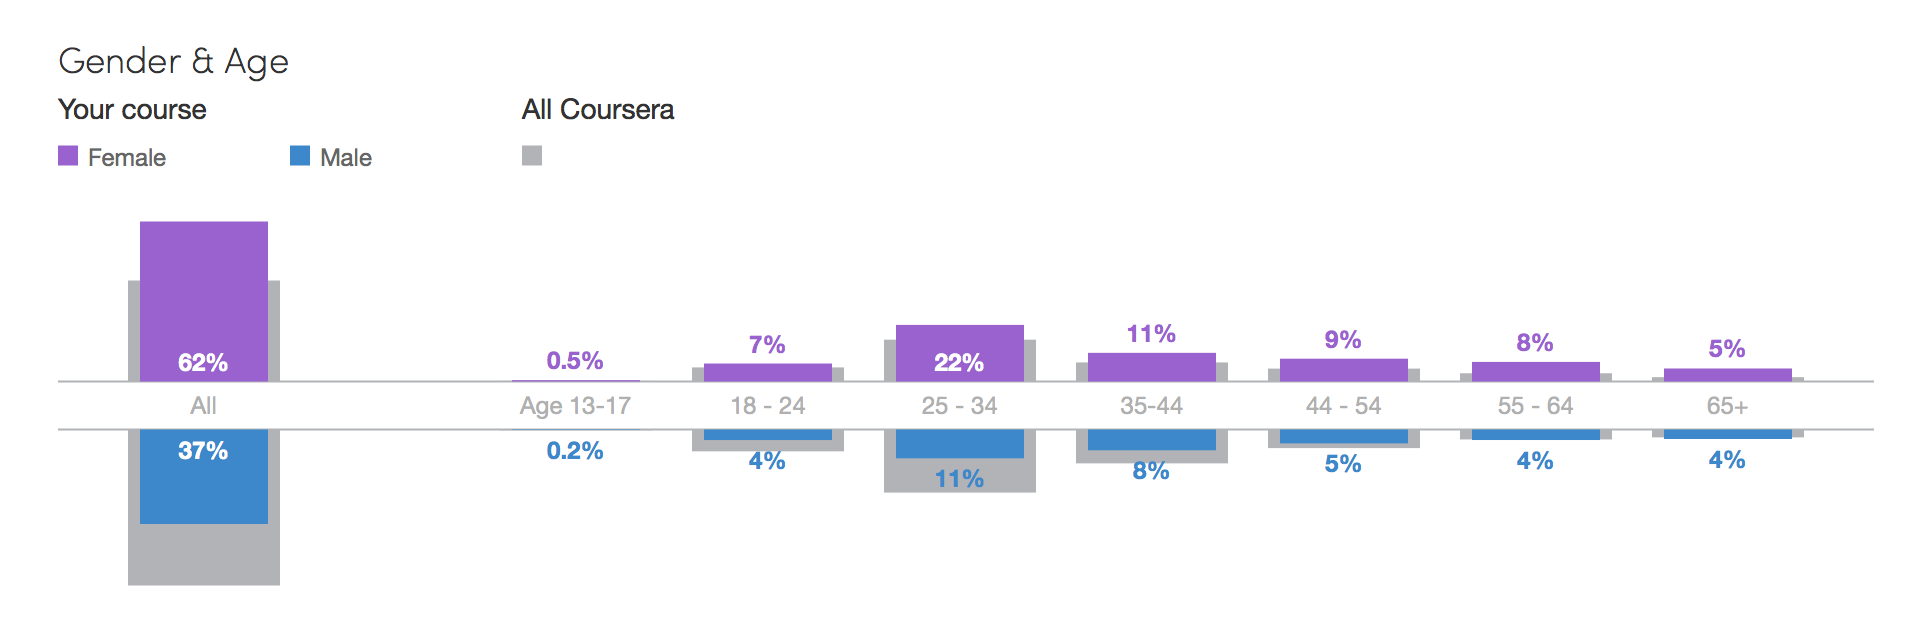 Gender & Age
Your course All Coursera
Female Male
62% 0.5% 7% 22% 11% 9% 8% 5%
All Age 13-17 18 - 24 25 - 34 35-44 44 - 54 55 - 64 65+
37% 0.2% 4% 11% 8% 5% 4% 4%